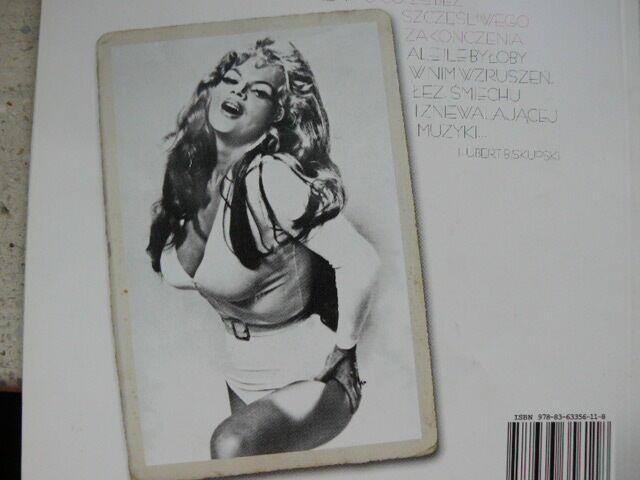 SZCZĘŚLIWEGO
ZAKOŃCZENIA.
ALE ILE BYŁOBY
W NIM WZRUSZEŃ,
ŁEZ, ŚMIECHU
I ZNIEWALAJĄCEJ
MUZYKI...
HUBERT BISKUPSKI
ISBN 978-83-63356-11-8